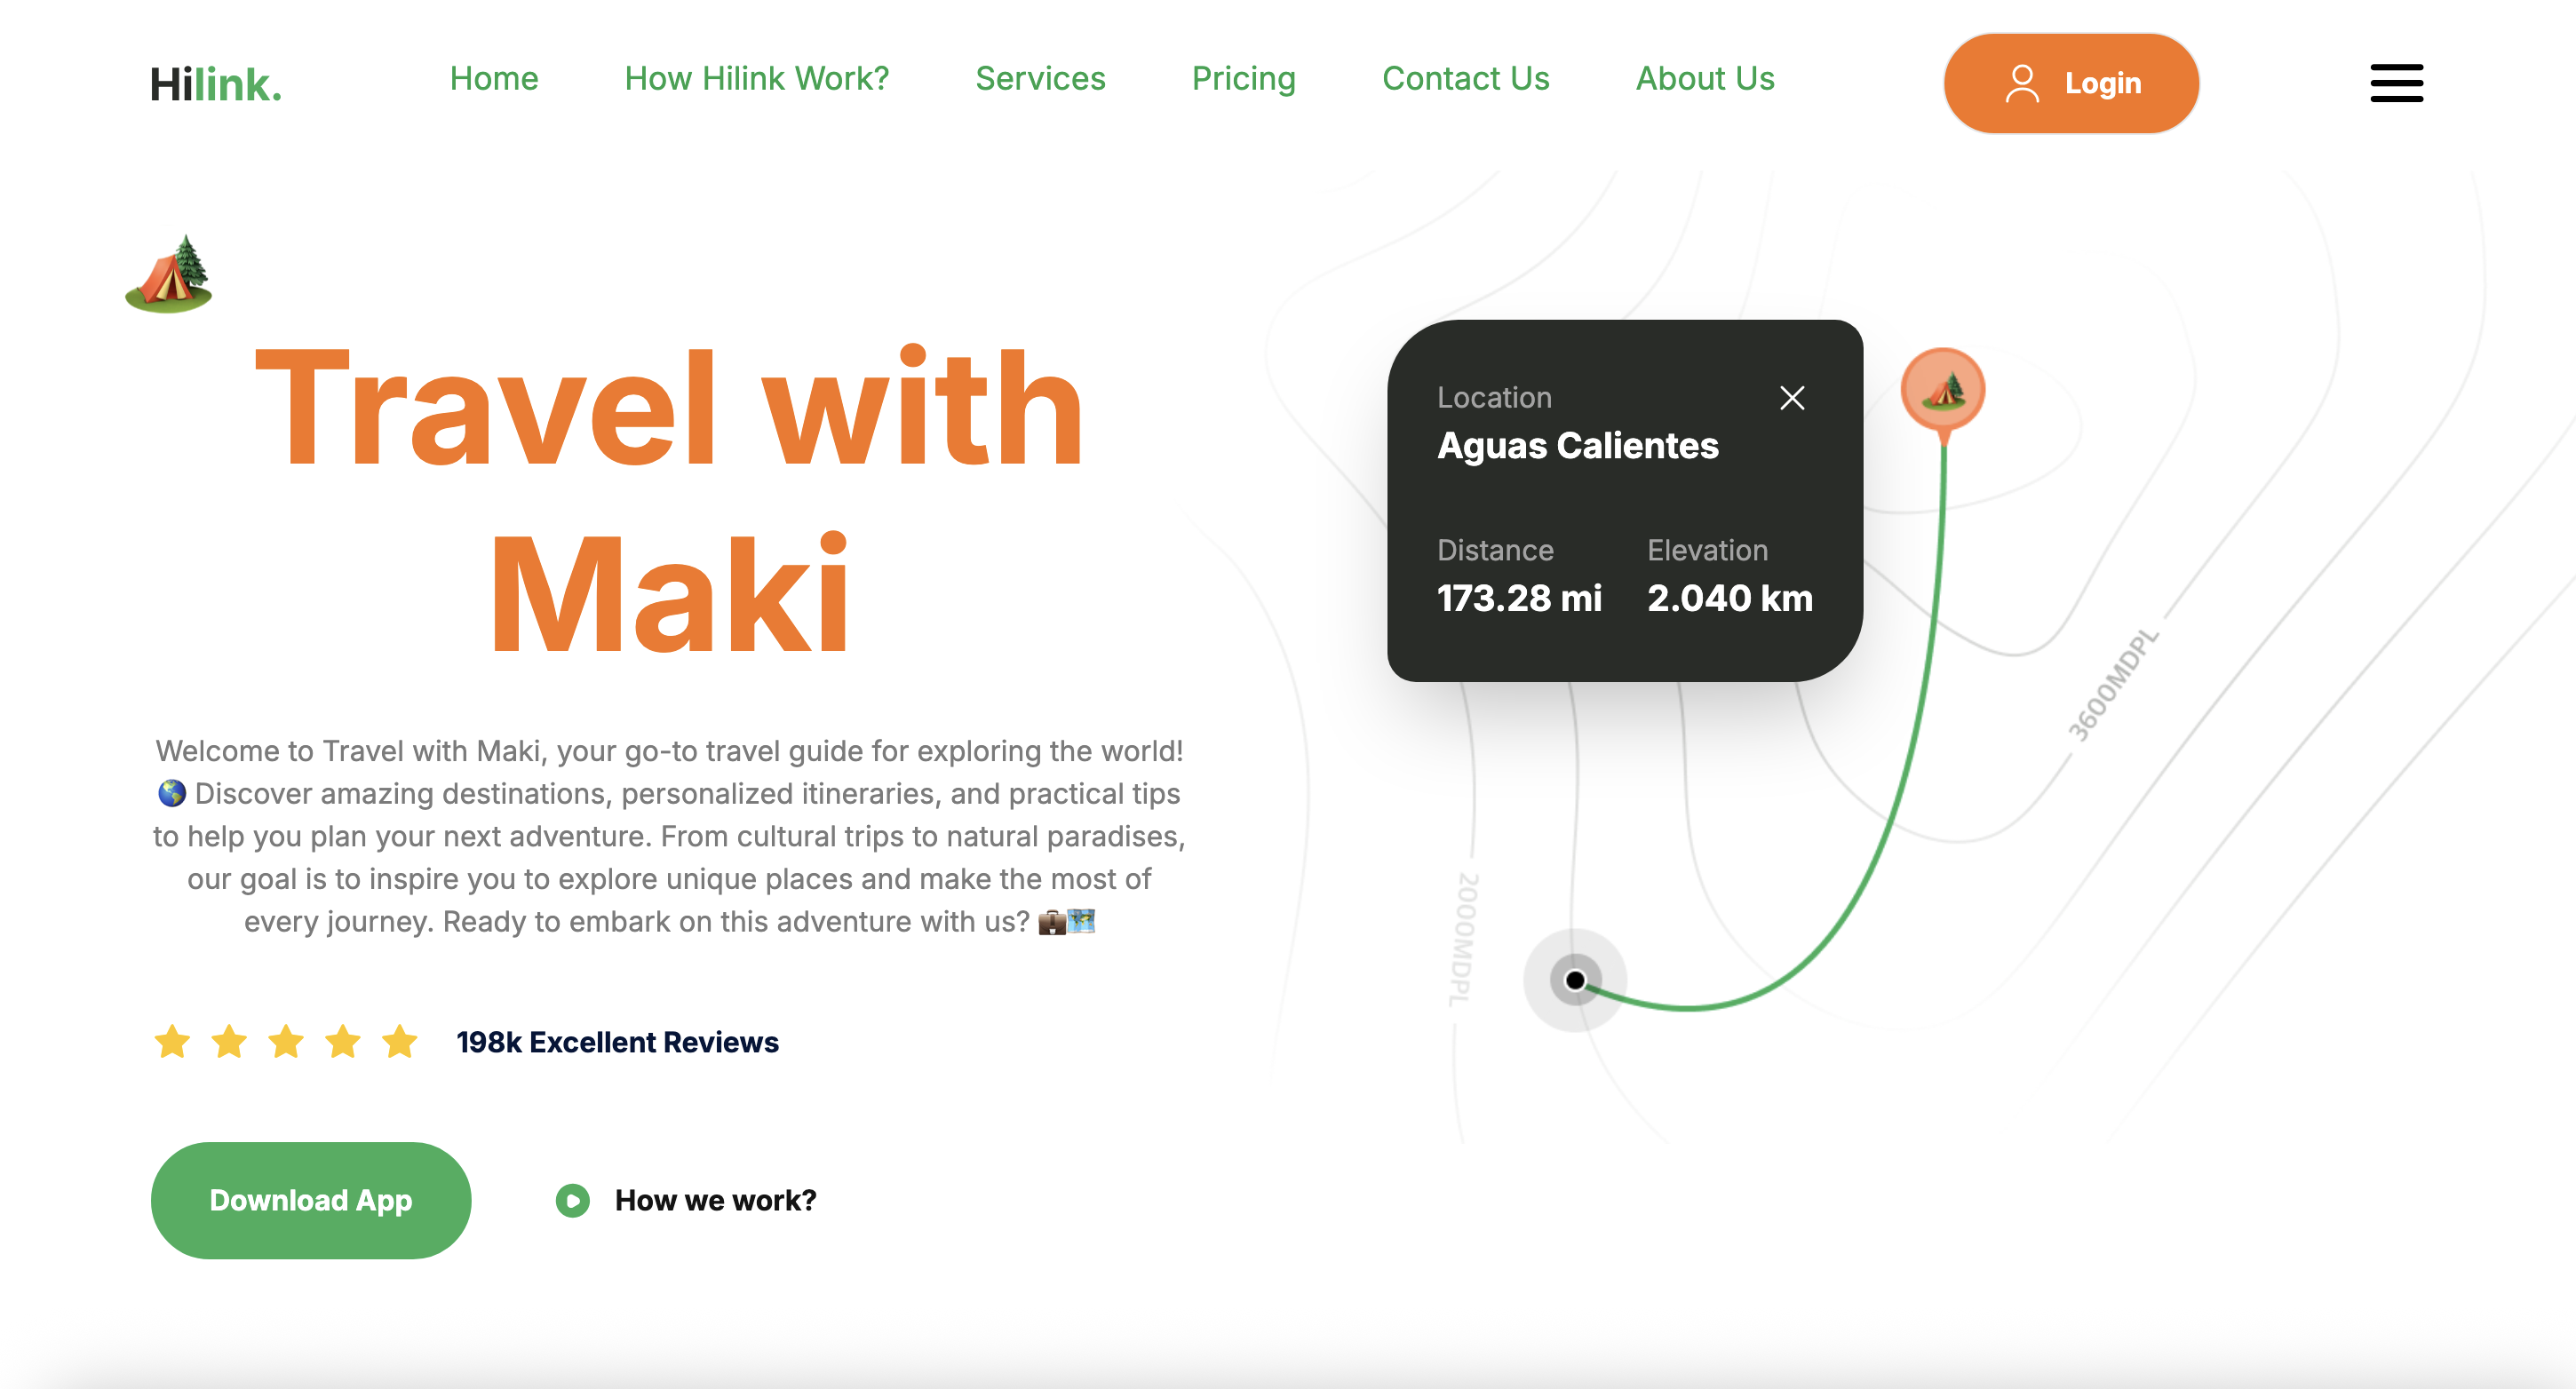 Hilink.
Home
How Hilink Work?
Services
Pricing
Contact Us
About Us
Login
Travel with
Maki
Welcome to Travel with Maki, your go-to travel guide for exploring the world!
🌎 Discover amazing destinations, personalized itineraries, and practical tips
to help you plan your next adventure. From cultural trips to natural paradises,
our goal is to inspire you to explore unique places and make the most of
every journey. Ready to embark on this adventure with us? 💼🗺️
198k Excellent Reviews
Download App
How we work?
Location
Aguas Calientes
Distance
173.28 mi
Elevation
2.040 km
3600MDPL
2000MDPL